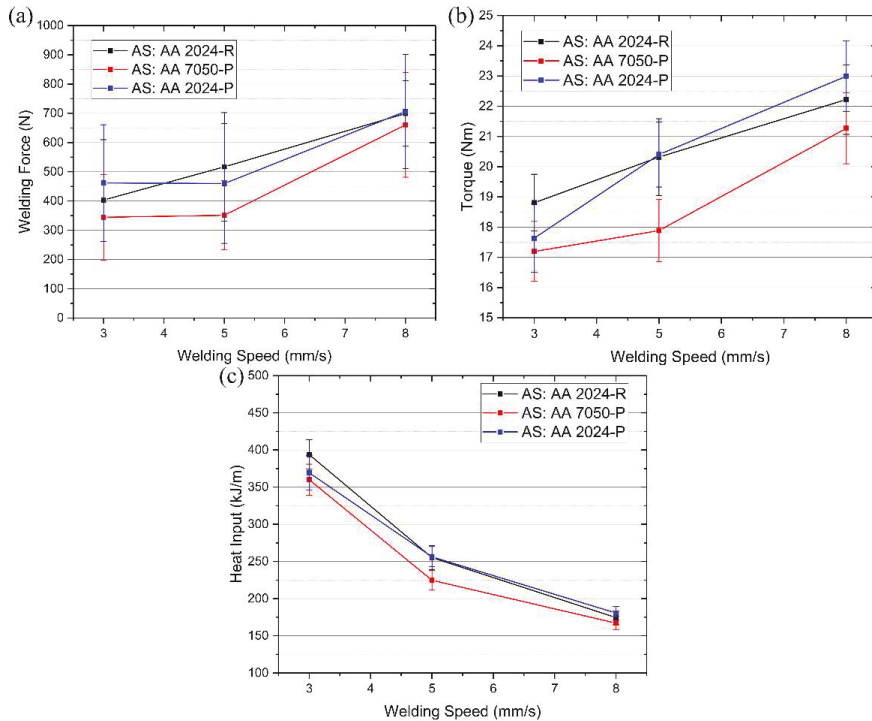 (a)
1000
900
800
700
600
500
400
300
200
100
0
Welding Force (N)
AS: AA 2024-R
AS: AA 7050-P
AS: AA 2024-P
3 4 5 6 7 8
Welding Speed (mm/s)
(b)
25
24
23
22
21
20
19
18
17
16
15
Torque (Nm)
AS: AA 2024-R
AS: AA 7050-P
AS: AA 2024-P
3 4 5 6 7 8
Welding Speed (mm/s)
(c)
500
450
400
350
300
250
200
150
100
Heat Input (kJ/m)
AS: AA 2024-R
AS: AA 7050-P
AS: AA 2024-P
3 4 5 6 7 8
Welding Speed (mm/s)